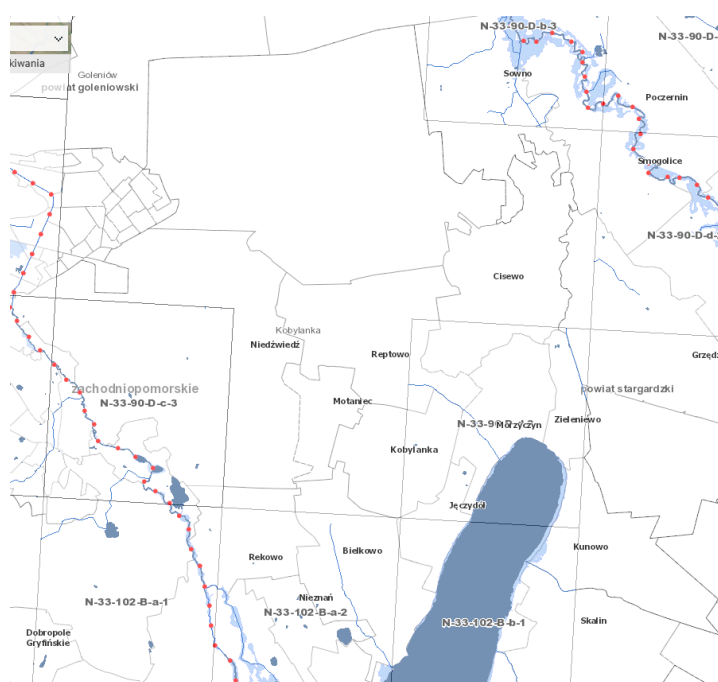 N-33-90-D-b-3
N-33-90-D-
kiwania
Goleniów
powiat goleniowski
Sowno
Poczernin
Smogolice
N-33-90-D-d-
Cisewo
Kobylanka
Niedźwiedź
Reptowo
Grzędz
zachodniopomorskie
N-33-90-D-c-3
powiat stargardzki
Motaniec
Morzyczyn
Zieleniewo
Kobylanka
Jęczydół
Bielkowo
Kunowo
Rekowo
N-33-102-B-a-1
Nieznań
N-33-102-B-a-2
N-33-102-B-b-1
Skalin
Dobropole
Gryfińskie